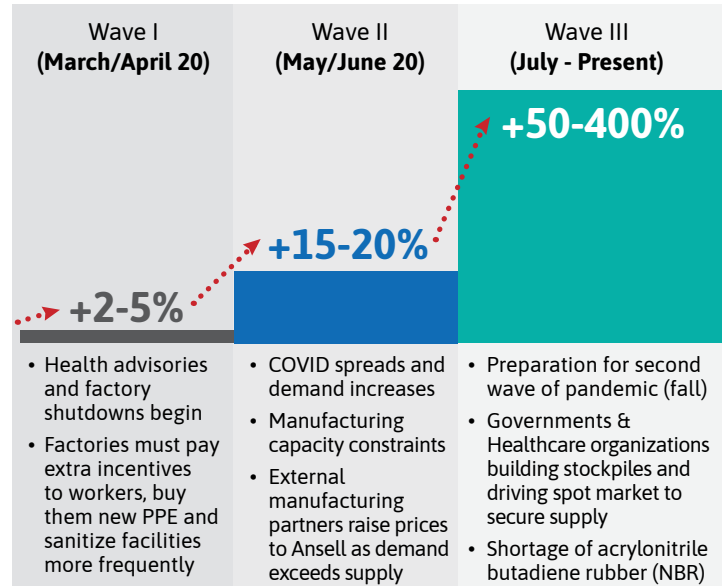 Wave I
(March/April 20)
+2-5%
• Health advisories
and factory
shutdowns begin
• Factories must pay
extra incentives
to workers, buy
them new PPE and
sanitize facilities
more frequently
Wave II
(May/June 20)
+15-20%
• COVID spreads and
demand increases
• Manufacturing
capacity constraints
• External
manufacturing
partners raise prices
to Ansell as demand
exceeds supply
Wave III
(July - Present)
+50-400%
• Preparation for second
wave of pandemic (fall)
• Governments &
Healthcare organizations
building stockpiles and
driving spot market to
secure supply
• Shortage of acrylonitrile
butadiene rubber (NBR)